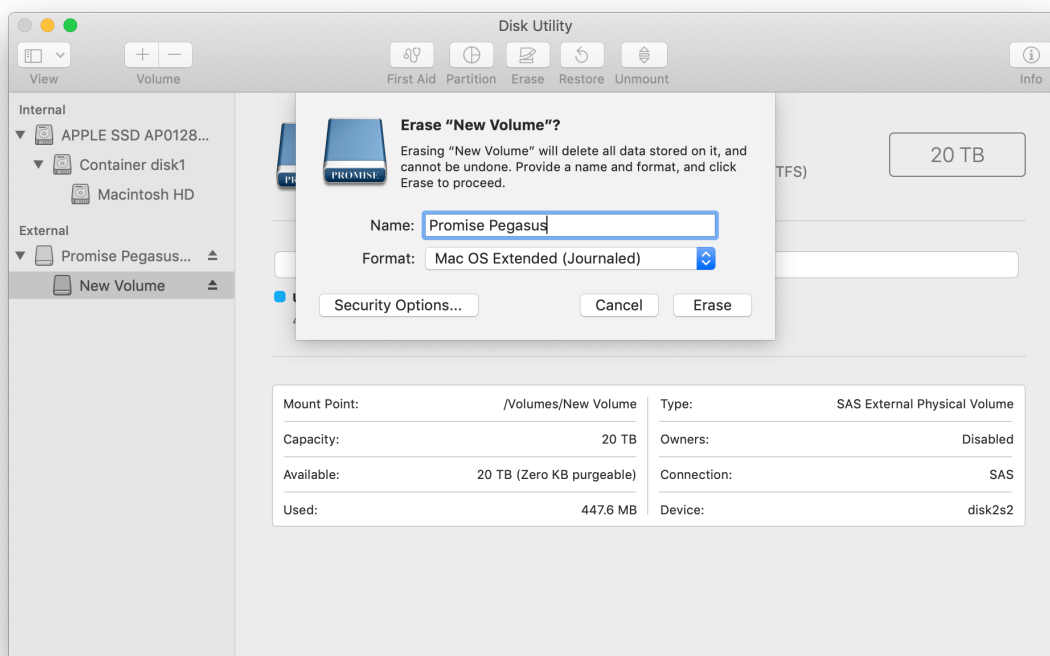 Disk Utility
View
Volume
First Aid
Partition
Erase
Restore
Unmount
Info
Internal
APPLE SSD AP0128...
Container disk1
Macintosh HD
External
Promise Pegasus...
New Volume
PROMISE
Erase “New Volume”?
Erasing “New Volume” will delete all data stored on it, and
cannot be undone. Provide a name and format, and click
Erase to proceed.
Name: Promise Pegasus
Format: Mac OS Extended (Journaled)
Security Options...
Cancel
Erase
TFS)
20 TB
Mount Point: /Volumes/New Volume
Type: SAS External Physical Volume
Capacity: 20 TB
Owners: Disabled
Available: 20 TB (Zero KB purgeable)
Connection: SAS
Used: 447.6 MB
Device: disk2s2